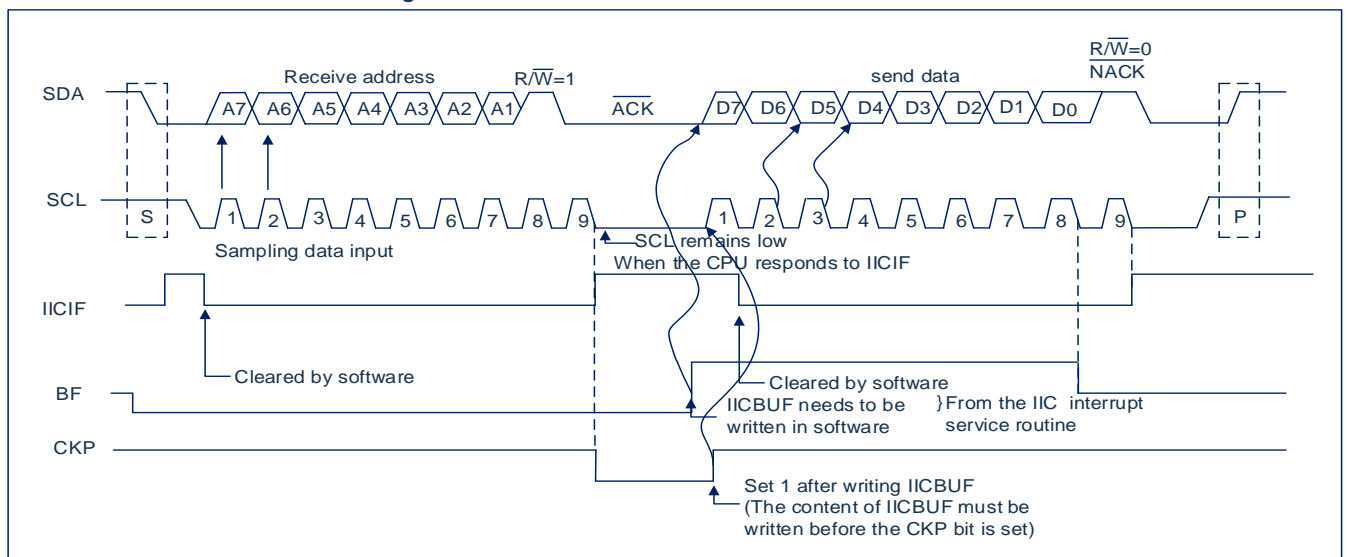 g
R/W=0
NACK
Receive address
R/W=1
send data
SDA
A7 A6 A5 A4 A3 A2 A1
ACK
D7 D6 D5 D4 D3 D2 D1 D0
SCL
S
1 2 3 4 5 6 7 8 9
1 2 3 4 5 6 7 8 9
P
Sampling data input
SCL remains low
When the CPU responds to IICIF
IICIF
Cleared by software
Cleared by software
BF
IICBUF needs to be
written in software
}From the IIC interrupt
service routine
CKP
Set 1 after writing IICBUF
(The content of IICBUF must be
written before the CKP bit is set)